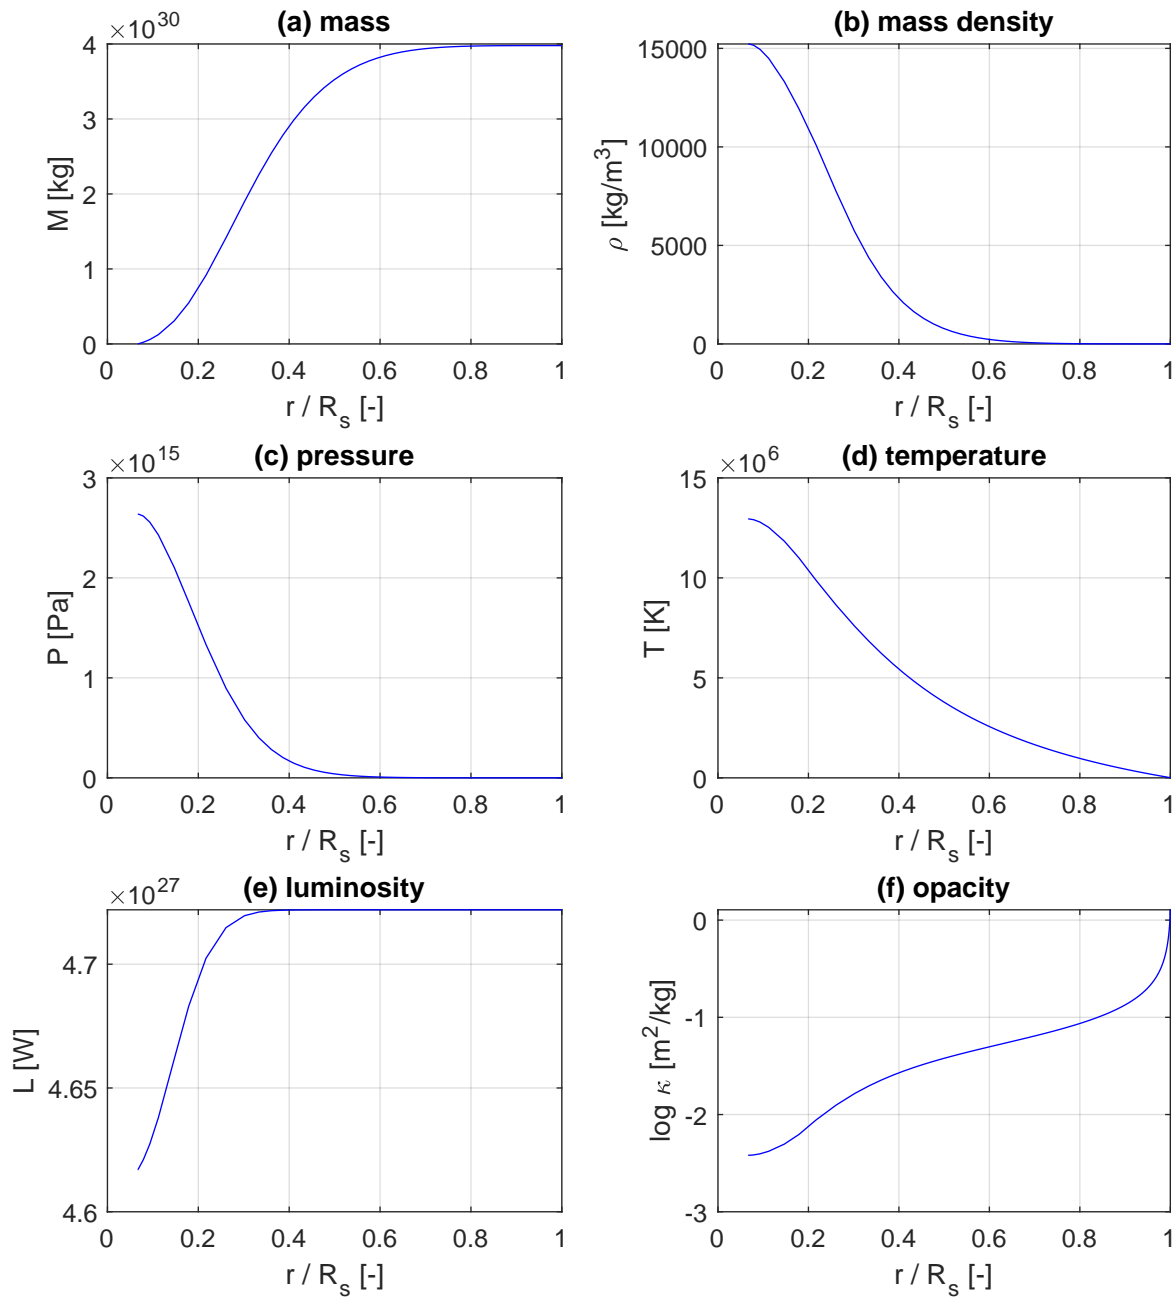 (a) mass
×10^30
M [kg]
4
3
2
1
0
0 0.2 0.4 0.6 0.8 1
r / R_s [-]
(b) mass density
ρ [kg/m^3]
15000
10000
5000
0
0 0.2 0.4 0.6 0.8 1
r / R_s [-]
(c) pressure
×10^15
P [Pa]
3
2
1
0
0 0.2 0.4 0.6 0.8 1
r / R_s [-]
(d) temperature
×10^6
T [K]
15
10
5
0
0 0.2 0.4 0.6 0.8 1
r / R_s [-]
(e) luminosity
×10^27
L [W]
4.7
4.65
4.6
0 0.2 0.4 0.6 0.8 1
r / R_s [-]
(f) opacity
log κ [m^2/kg]
0
-1
-2
-3
0 0.2 0.4 0.6 0.8 1
r / R_s [-]